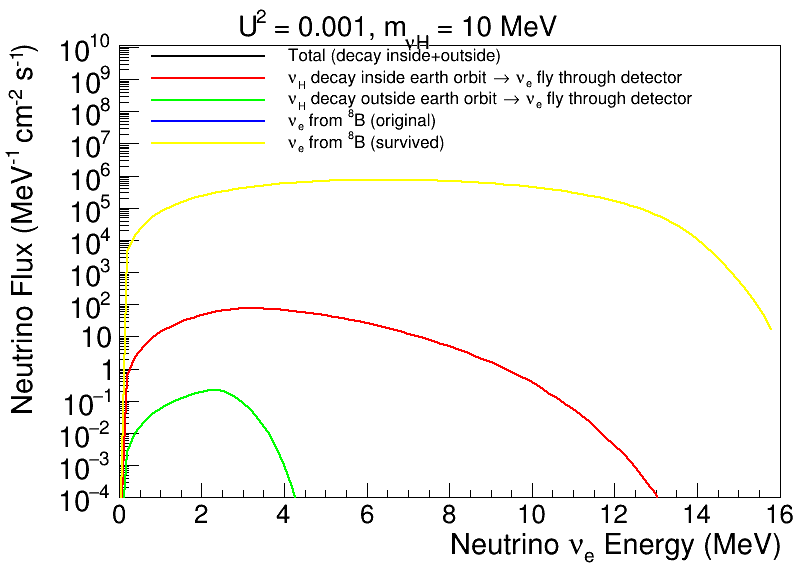 U² = 0.001, m_νH = 10 MeV
Total (decay inside+outside)
ν_H decay inside earth orbit → ν_e fly through detector
ν_H decay outside earth orbit → ν_e fly through detector
ν_e from ⁸B (original)
ν_e from ⁸B (survived)
Neutrino Flux (MeV⁻¹ cm⁻² s⁻¹)
10¹⁰
10⁹
10⁸
10⁷
10⁶
10⁵
10⁴
10³
10²
10
1
10⁻¹
10⁻²
10⁻³
10⁻⁴
0 2 4 6 8 10 12 14 16
Neutrino ν_e Energy (MeV)